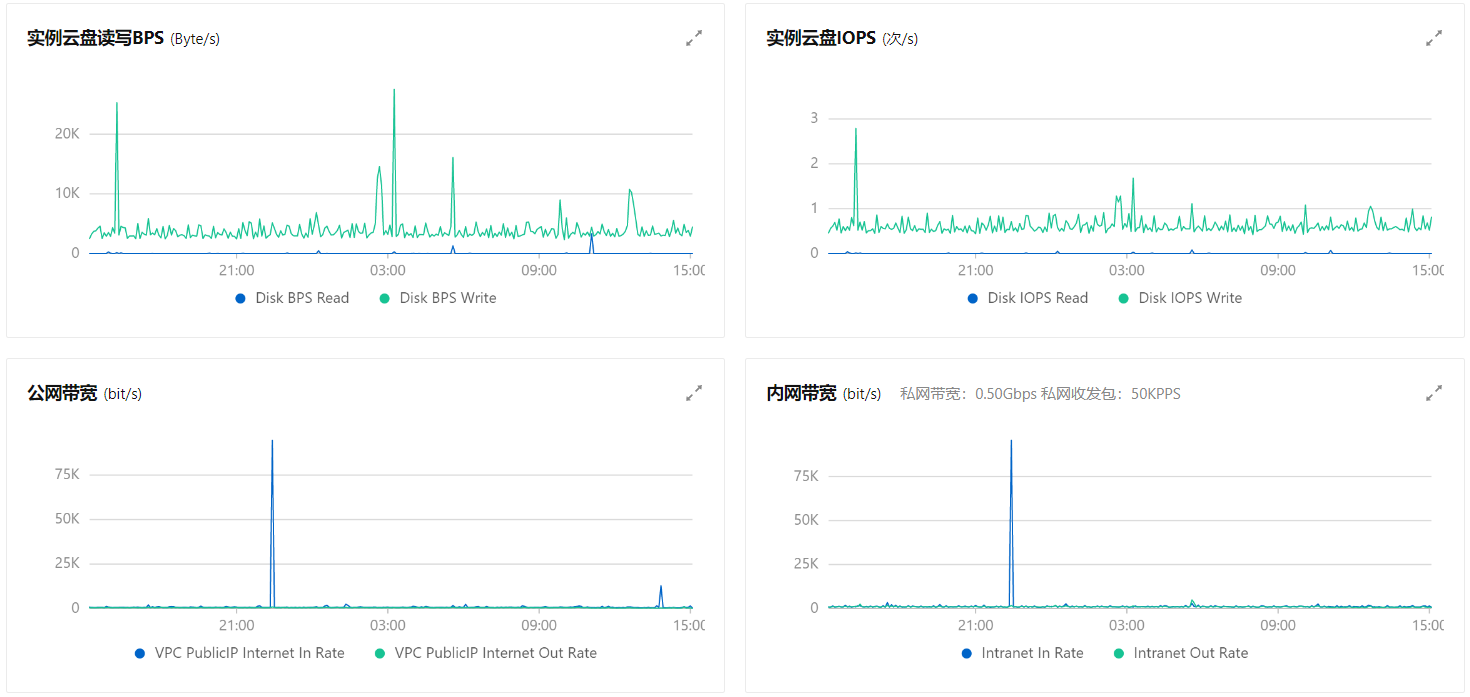 实例云盘读写BPS (Byte/s)
20K
10K
0
21:00 03:00 09:00 15:00
Disk BPS Read Disk BPS Write
实例云盘IOPS (次/s)
3
2
1
0
21:00 03:00 09:00 15:00
Disk IOPS Read Disk IOPS Write
公网带宽 (bit/s)
75K
50K
25K
0
21:00 03:00 09:00 15:00
VPC PublicIP Internet In Rate VPC PublicIP Internet Out Rate
内网带宽 (bit/s) 私网带宽：0.50Gbps 私网收发包：50KPPS
75K
50K
25K
0
21:00 03:00 09:00 15:00
Intranet In Rate Intranet Out Rate